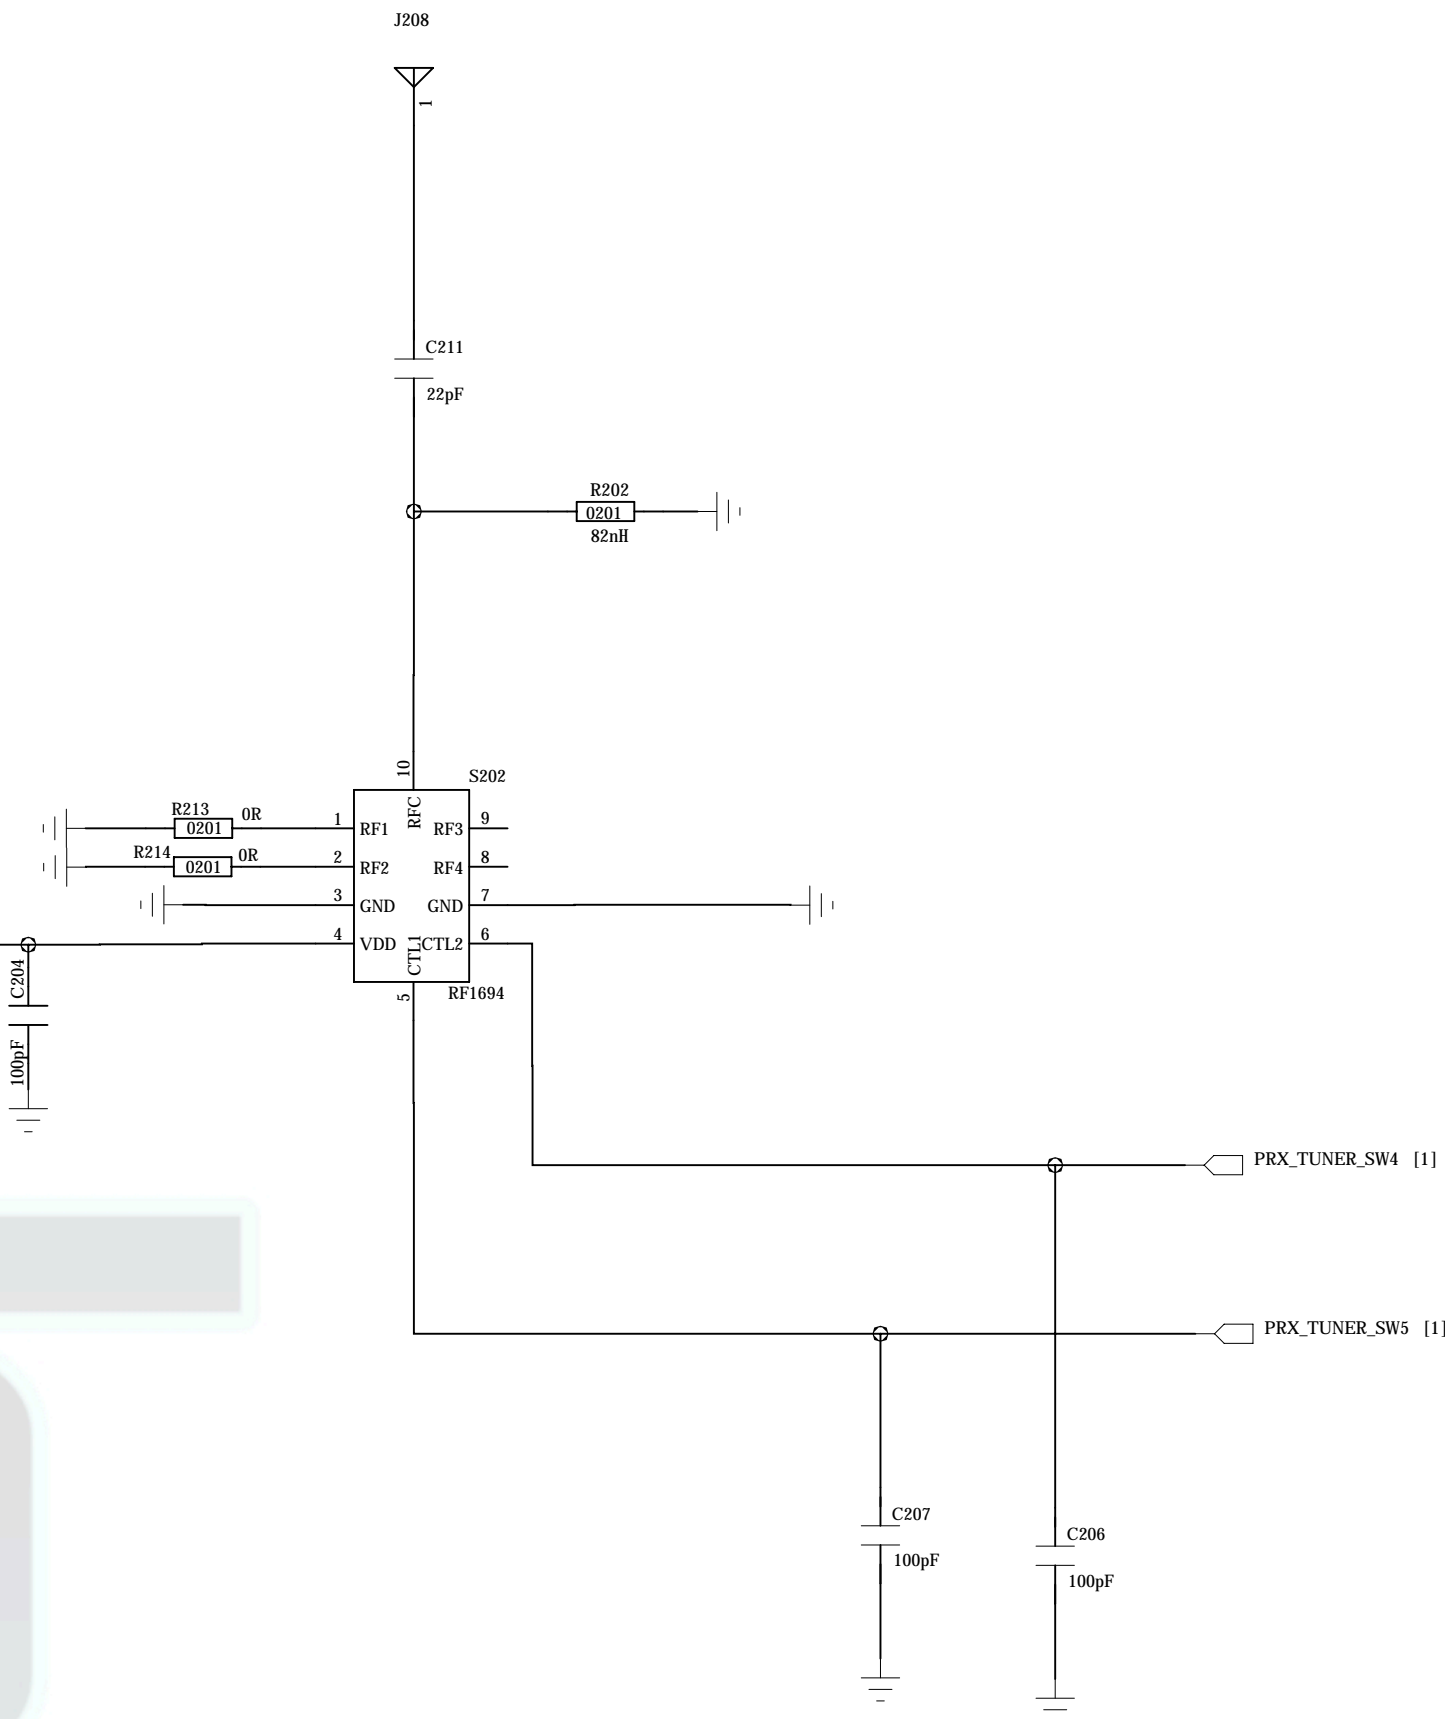 J208
1
C211
22pF
R202
0201
82nH
10
S202
RFC
R213 0R
0201
1 RF1
RF3 9
R214 0R
0201
2 RF2
RF4 8
3 GND
GND 7
4 VDD
CTL1
CTL2 6
5
RF1694
C204
100pF
PRX_TUNER_SW4 [1]
PRX_TUNER_SW5 [1]
C207
100pF
C206
100pF